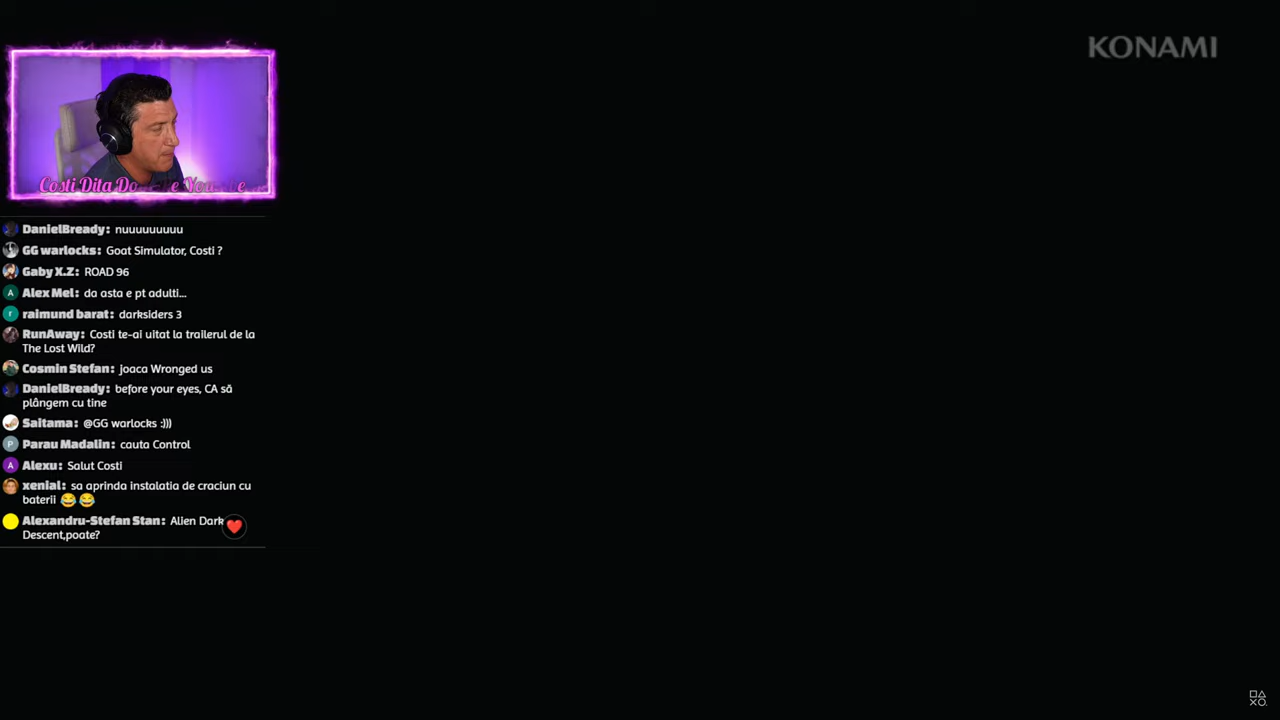 KONAMI
Costi Dita Do
DanielBready: nuuuuuuuuu
GG warlocks: Goat Simulator, Costi ?
Gaby X.Z: ROAD 96
A Alex Mel: da asta e pt adulti...
r raimund barat: darksiders 3
RunAway: Costi te-ai uitat la trailerul de la
The Lost Wild?
Cosmin Stefan: joaca Wronged us
DanielBready: before your eyes, CA să
plângem cu tine
Saitama: @GG warlocks :)))
P Parau Madalin: cauta Control
A Alexu: Salut Costi
xenial: sa aprinda instalatia de craciun cu
baterii 😂 😂
Alexandru-Stefan Stan: Alien Dark
Descent,poate?